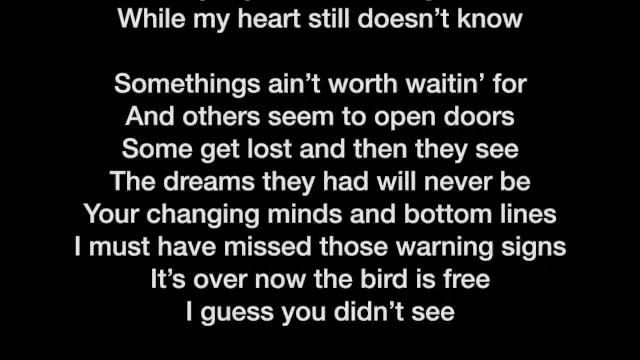 While my heart still doesn’t know
Somethings ain’t worth waitin’ for
And others seem to open doors
Some get lost and then they see
The dreams they had will never be
Your changing minds and bottom lines
I must have missed those warning signs
It’s over now the bird is free
I guess you didn’t see